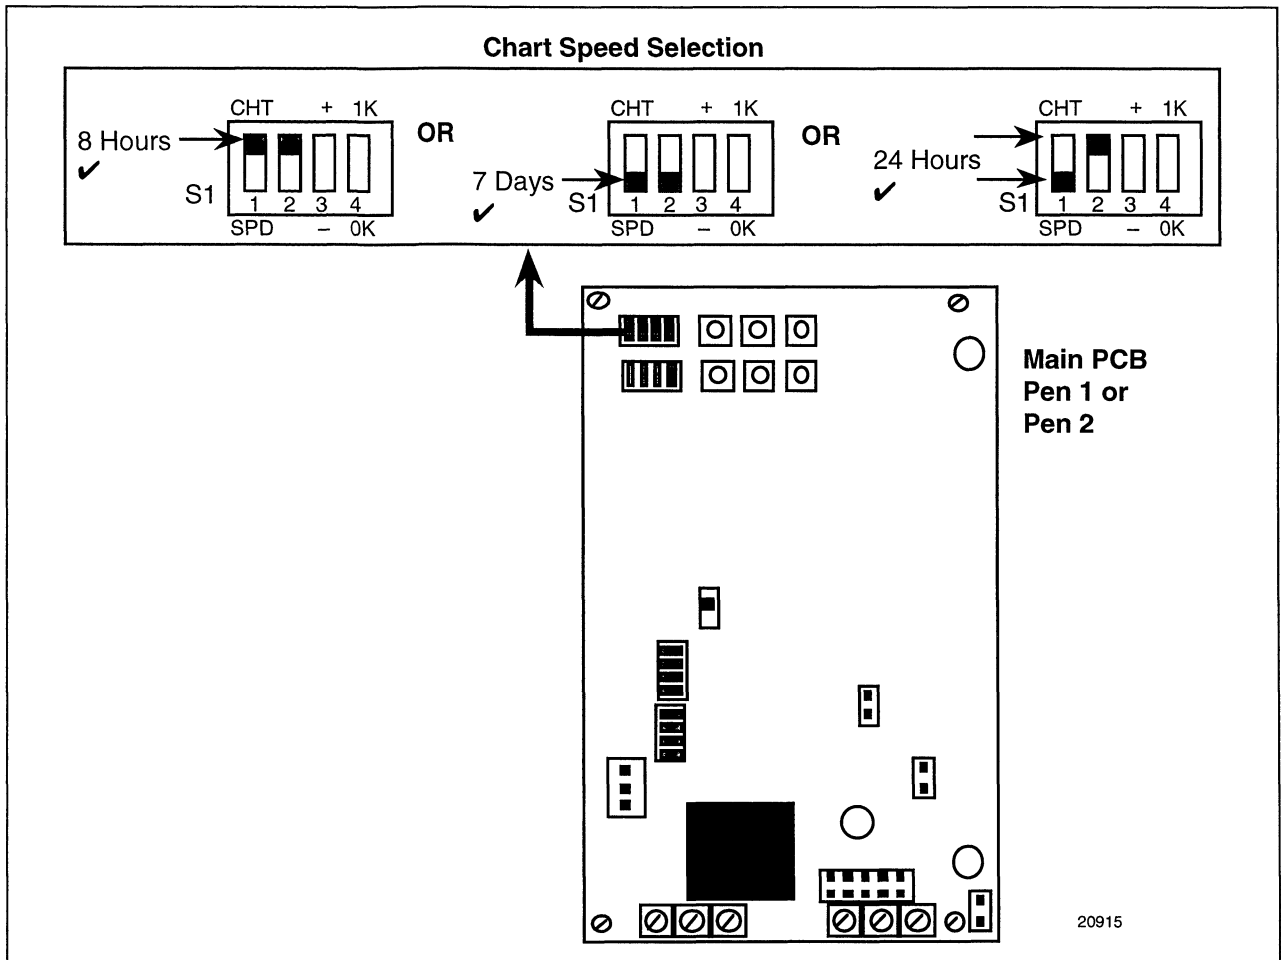 Chart Speed Selection
8 Hours
CHT + 1K
S1 1 2 3 4
SPD – 0K
OR
7 Days
CHT + 1K
S1 1 2 3 4
SPD – 0K
OR
24 Hours
CHT + 1K
S1 1 2 3 4
SPD – 0K
Main PCB
Pen 1 or
Pen 2
20915